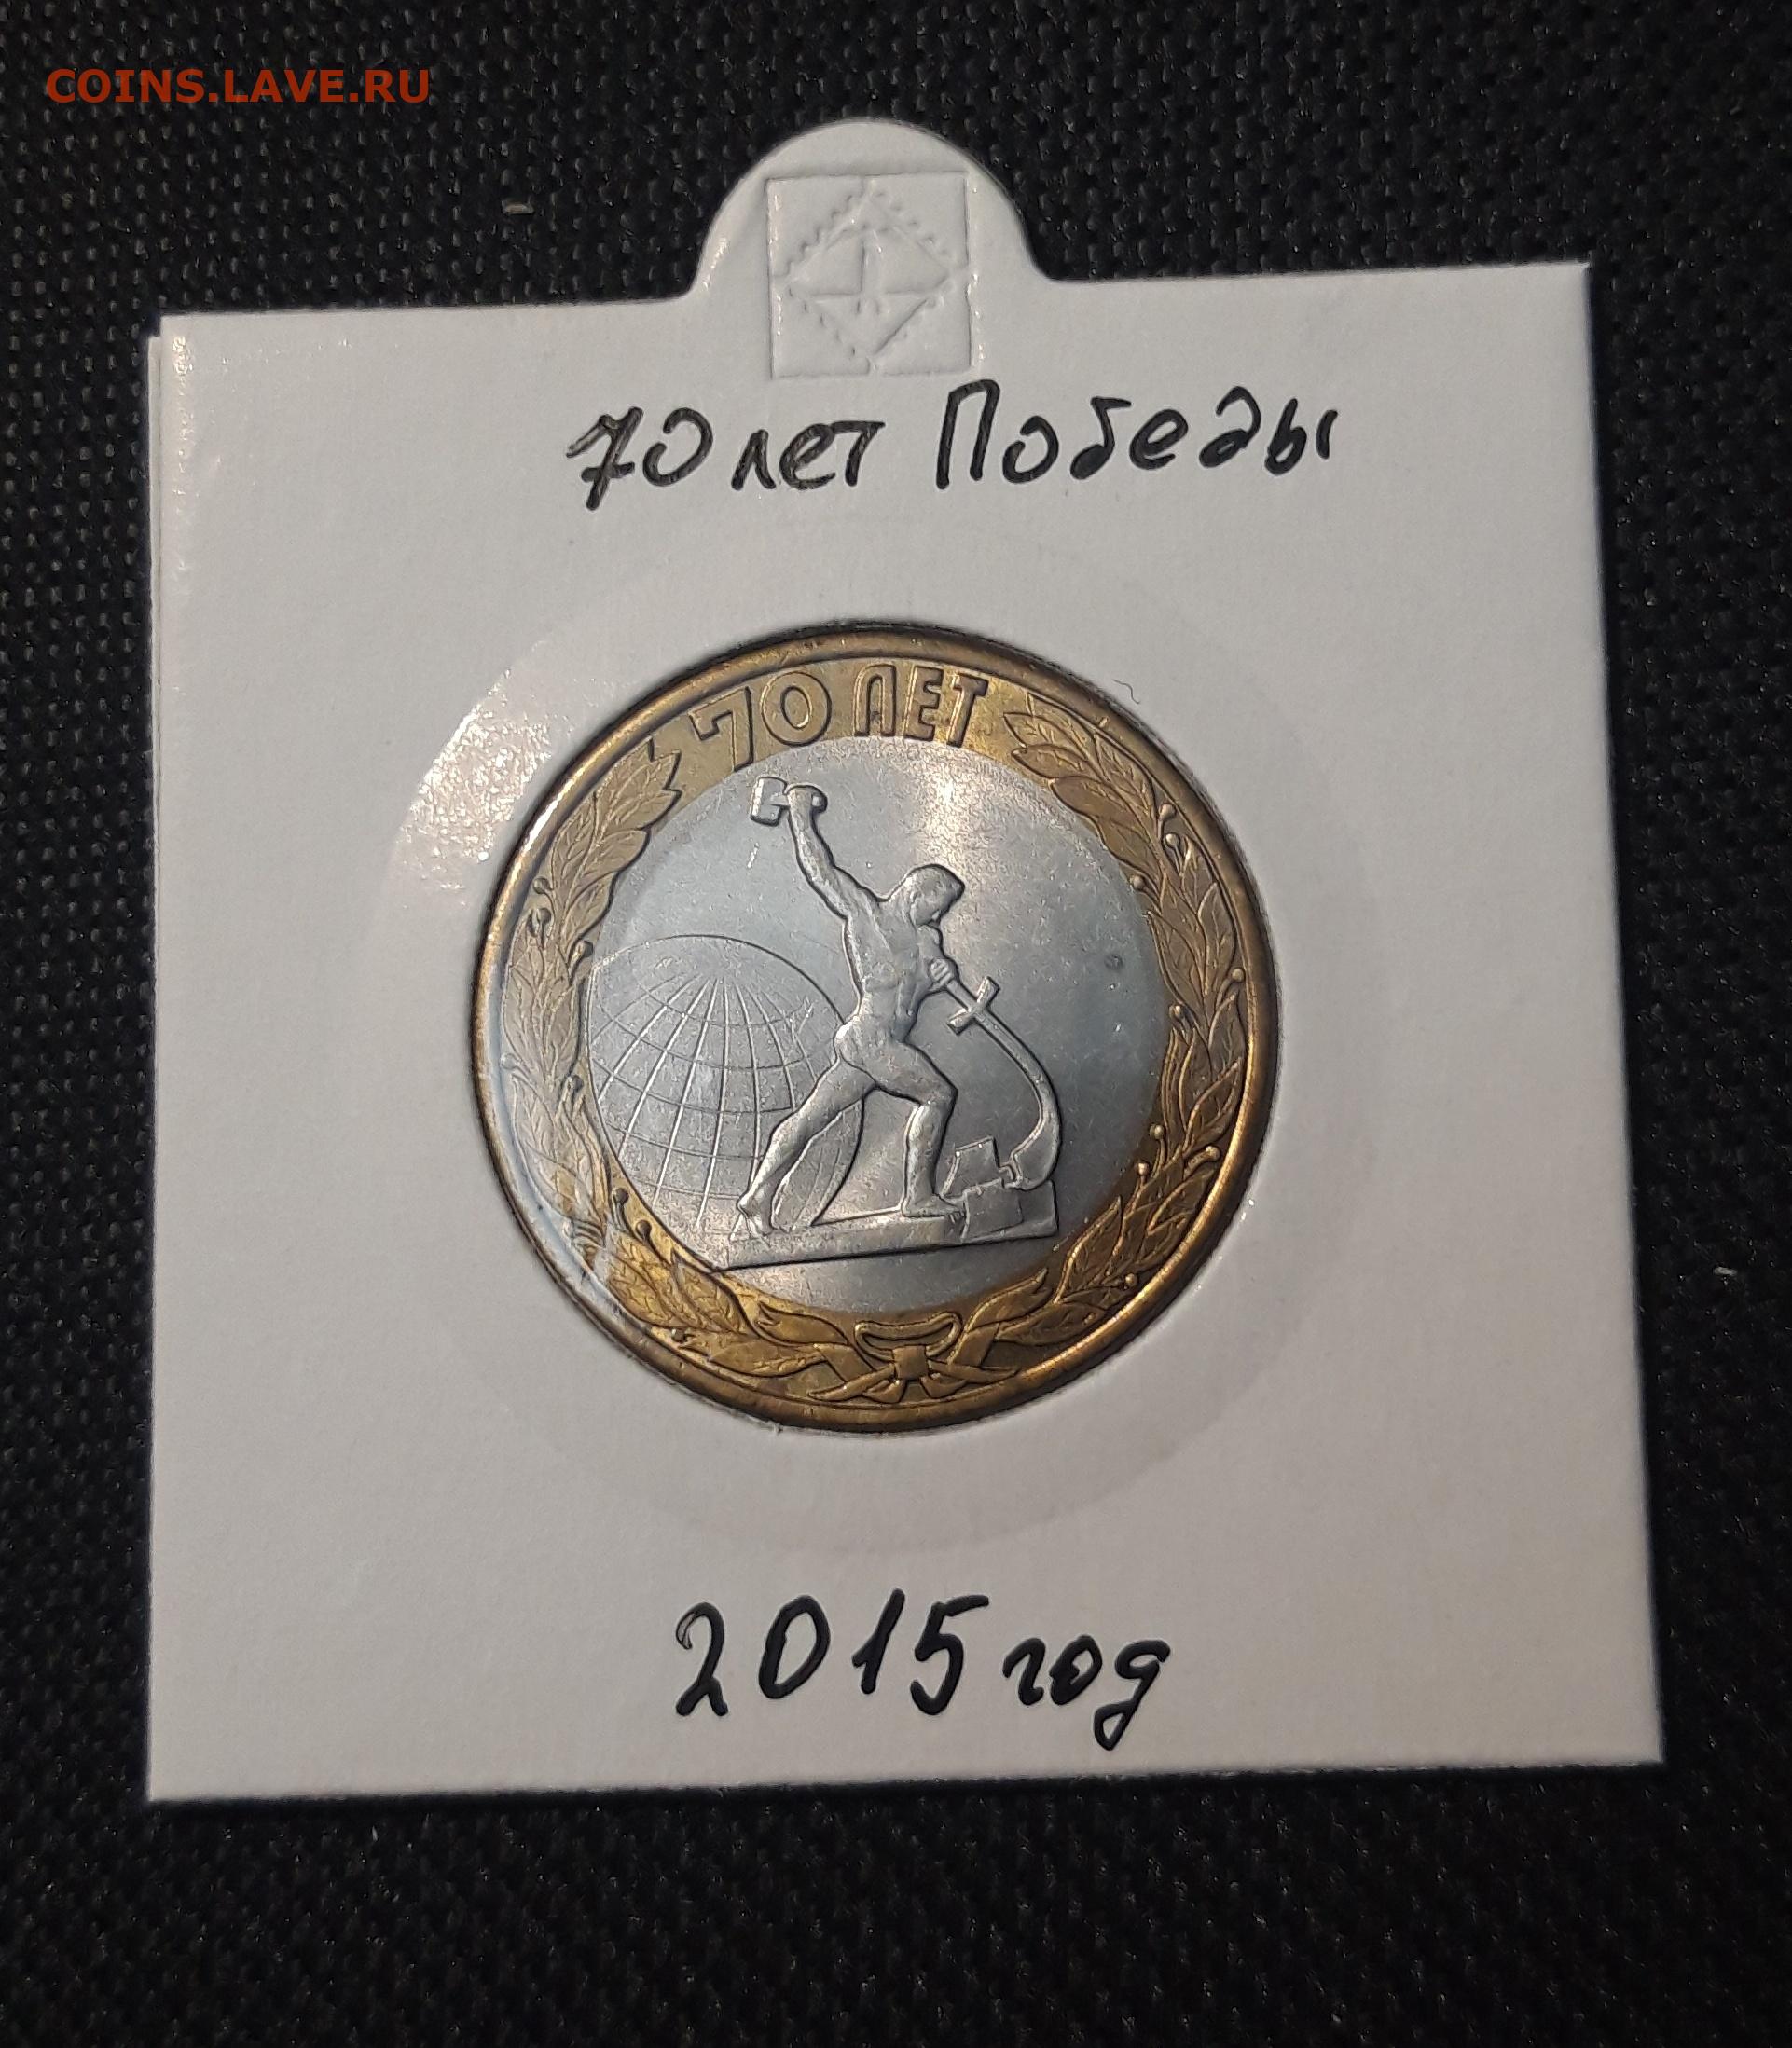 COINS.LAVE.RU
70 лет Победы
70 ЛЕТ
2015 год